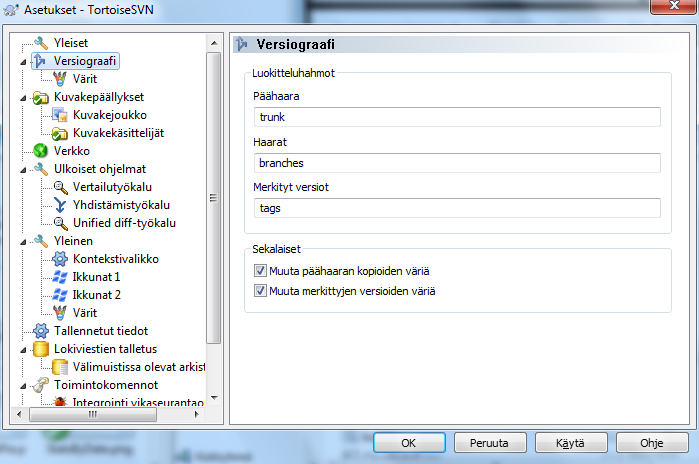 Asetukset - TortoiseSVN
Yleiset
Versiograafi
Värit
Kuvakepäällykset
Kuvakejoukko
Kuvakekäsittelijät
Verkko
Ulkoiset ohjelmat
Vertailutyökalu
Yhdistämistyökalu
Unified diff-työkalu
Yleinen
Kontekstivalikko
Ikkunat 1
Ikkunat 2
Värit
Tallennetut tiedot
Lokiviestien talletus
Välimuistissa olevat arkist
Toimintokomennot
Integrointi vikaseurantao
Versiograafi
Luokitteluhahmot
Päähaara
trunk
Haarat
branches
Merkityt versiot
tags
Sekalaiset
Muuta päähaaran kopioiden väriä
Muuta merkittyjen versioiden väriä
OK
Peruuta
Käytä
Ohje